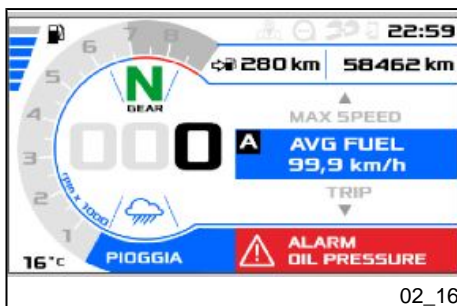 22:59
280 km
58462 km
8
7
6
5
4
3
2
1
rpm x 1000
N
GEAR
000
MAX SPEED
A
AVG FUEL
99,9 km/h
TRIP
16°C
PIOGGIA
ALARM
OIL PRESSURE
02_16